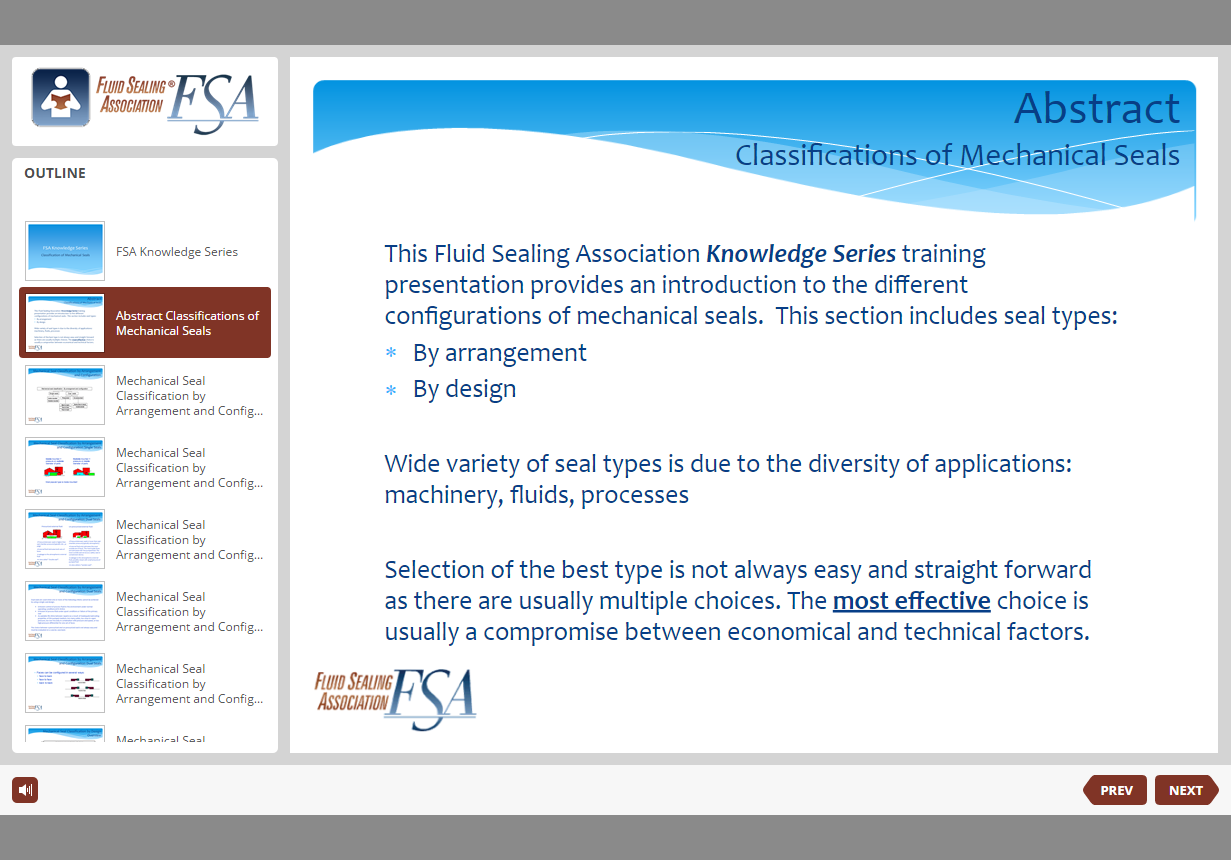 FLUID SEALING®
ASSOCIATION
FSA
OUTLINE
FSA Knowledge Series
FSA Knowledge Series
Abstract Classifications of
Mechanical Seals
Mechanical Seal
Classification by
Arrangement and Config...
Mechanical Seal
Classification by
Arrangement and Config...
Mechanical Seal
Classification by
Arrangement and Config...
Mechanical Seal
Classification by
Arrangement and Config...
Mechanical Seal
Classification by
Arrangement and Config...
Mechanical Seal
Abstract
Classifications of Mechanical Seals
This Fluid Sealing Association Knowledge Series training
presentation provides an introduction to the different
configurations of mechanical seals. This section includes seal types:
* By arrangement
* By design
Wide variety of seal types is due to the diversity of applications:
machinery, fluids, processes
Selection of the best type is not always easy and straight forward
as there are usually multiple choices. The most effective choice is
usually a compromise between economical and technical factors.
FLUID SEALING
ASSOCIATION
FSA
PREV
NEXT